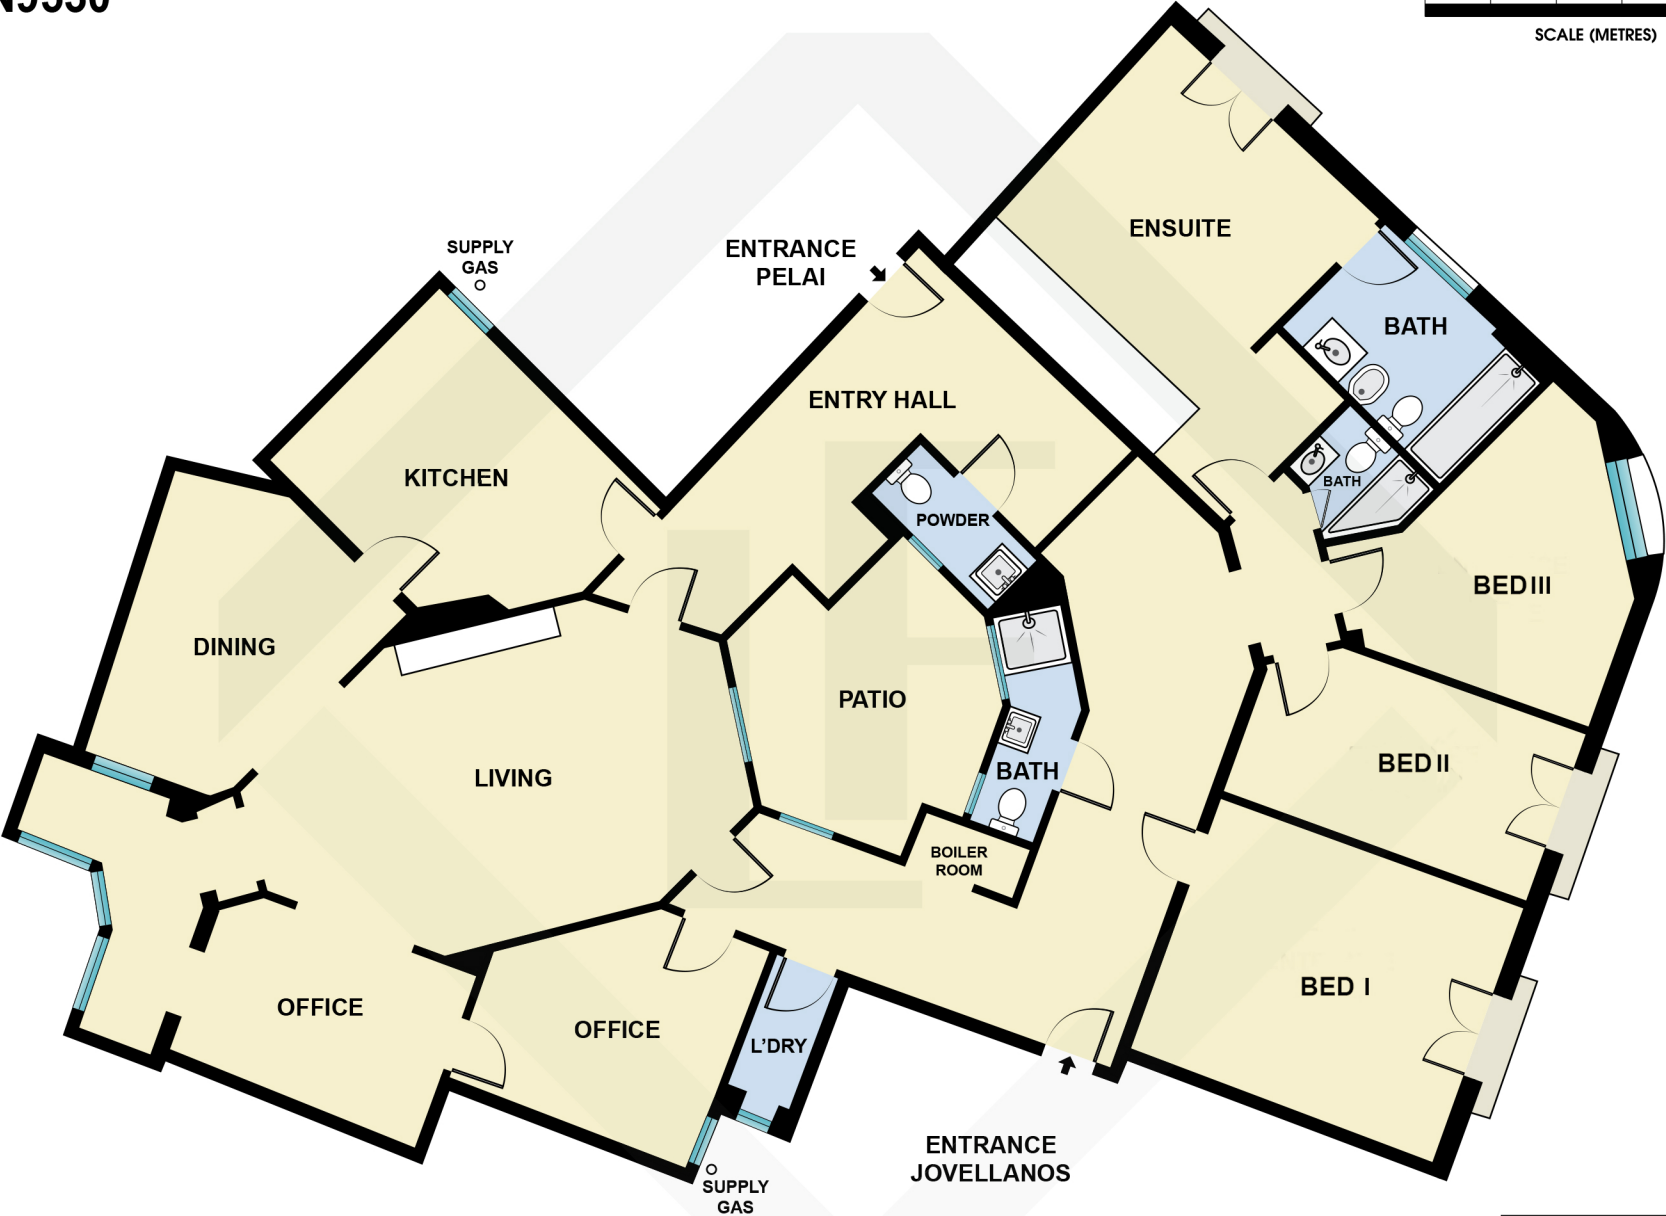 SCALE (METRES)
ENSUITE
SUPPLY
GAS
ENTRANCE
PELAI
BATH
ENTRY HALL
KITCHEN
BATH
POWDER
BED III
DINING
PATIO
LIVING
BATH
BED II
BOILER
ROOM
BED I
OFFICE
OFFICE
L'DRY
ENTRANCE
JOVELLANOS
SUPPLY
GAS